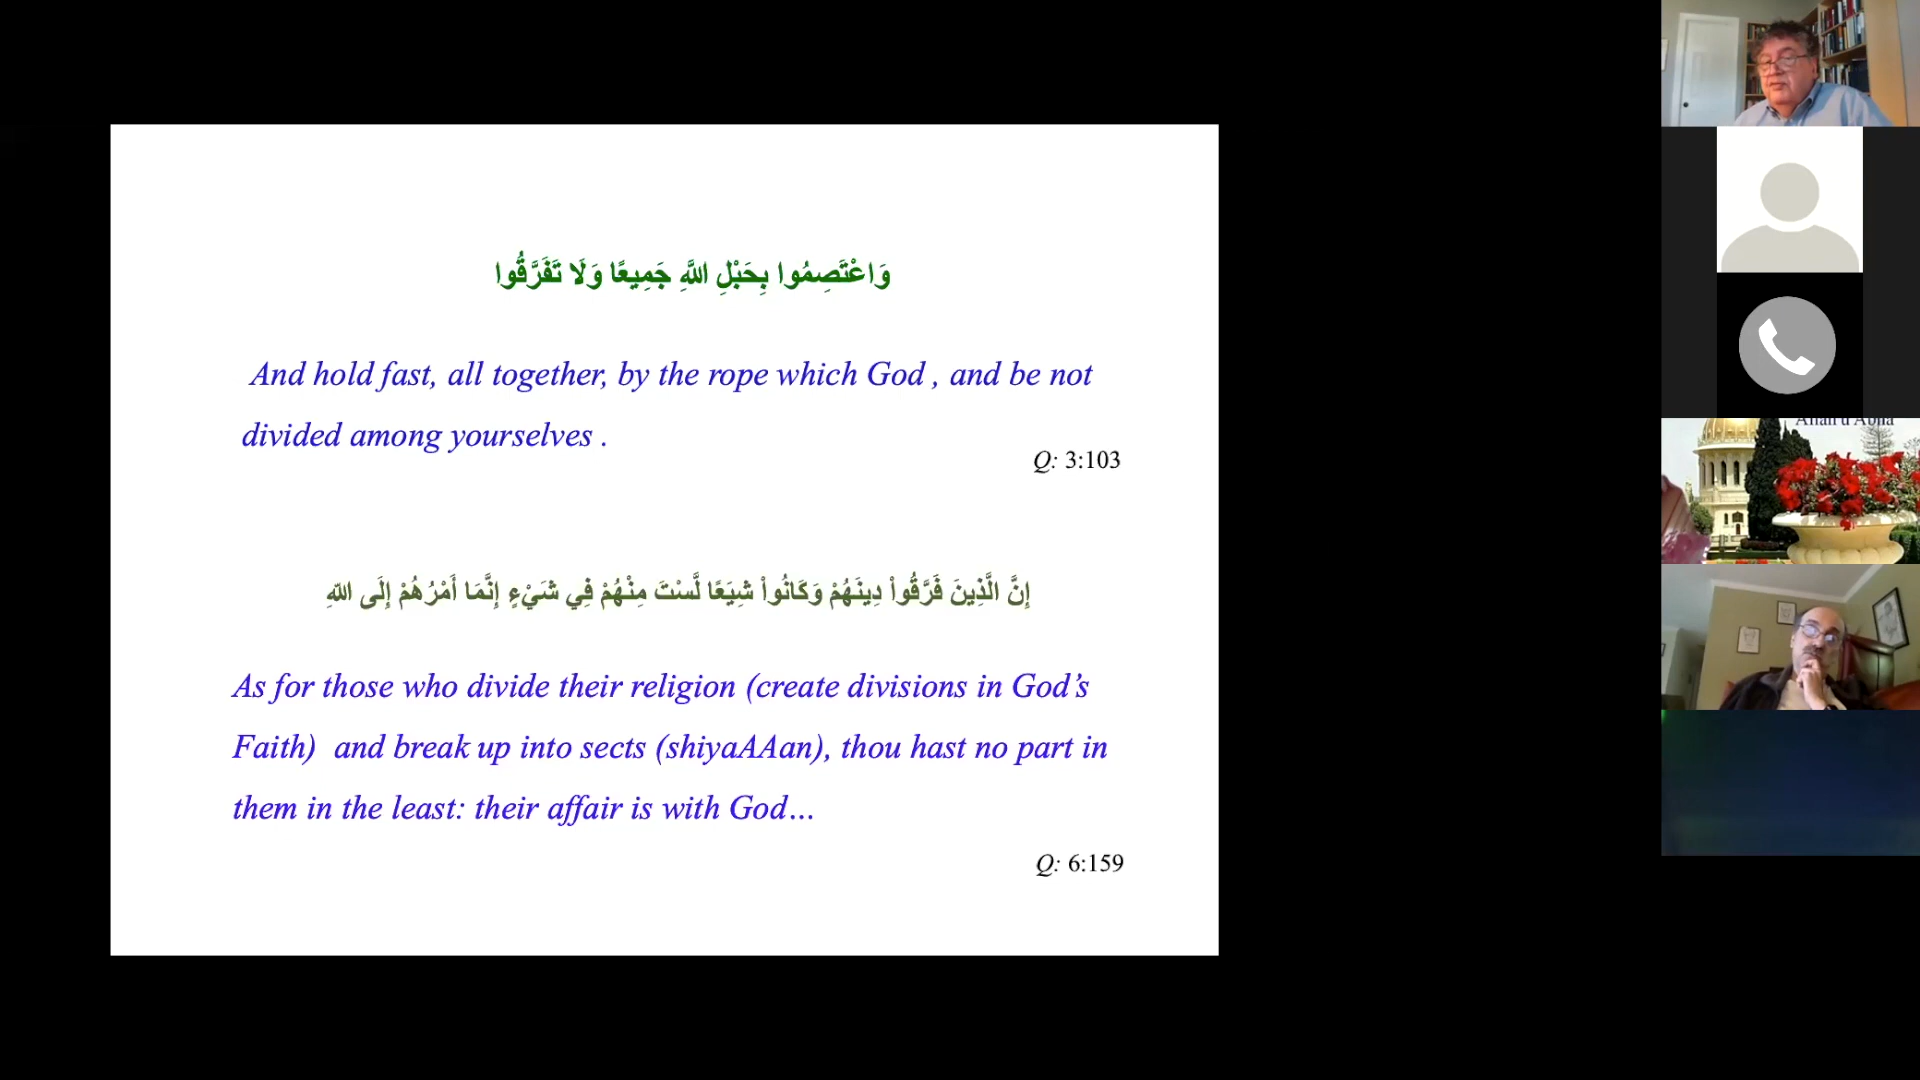 وَاعْتَصِمُوا بِحَبْلِ اللَّهِ جَمِيعًا وَلَا تَفَرَّقُوا
And hold fast, all together, by the rope which God , and be not
divided among yourselves .
Q: 3:103
إِنَّ الَّذِينَ فَرَّقُواْ دِينَهُمْ وَكَانُواْ شِيَعًا لَّسْتَ مِنْهُمْ فِي شَيْءٍ إِنَّمَا أَمْرُهُمْ إِلَى اللّهِ
As for those who divide their religion (create divisions in God’s
Faith) and break up into sects (shiyaAAan), thou hast no part in
them in the least: their affair is with God…
Q: 6:159